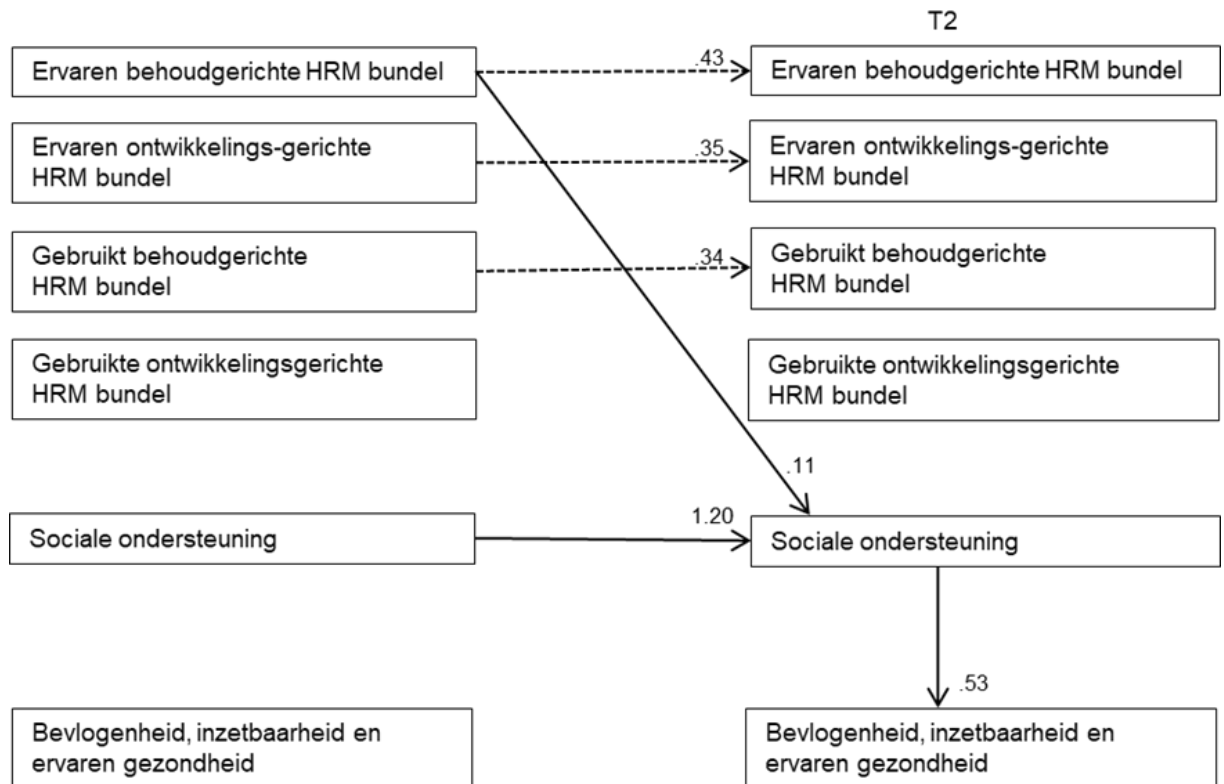 T2
Ervaren behoudgerichte HRM bundel
.43
Ervaren behoudgerichte HRM bundel
Ervaren ontwikkelings-gerichte
HRM bundel
.35
Ervaren ontwikkelings-gerichte
HRM bundel
Gebruikt behoudgerichte
HRM bundel
.34
Gebruikt behoudgerichte
HRM bundel
Gebruikte ontwikkelingsgerichte
HRM bundel
Gebruikte ontwikkelingsgerichte
HRM bundel
.11
Sociale ondersteuning
1.20
Sociale ondersteuning
.53
Bevlogenheid, inzetbaarheid en
ervaren gezondheid
Bevlogenheid, inzetbaarheid en
ervaren gezondheid